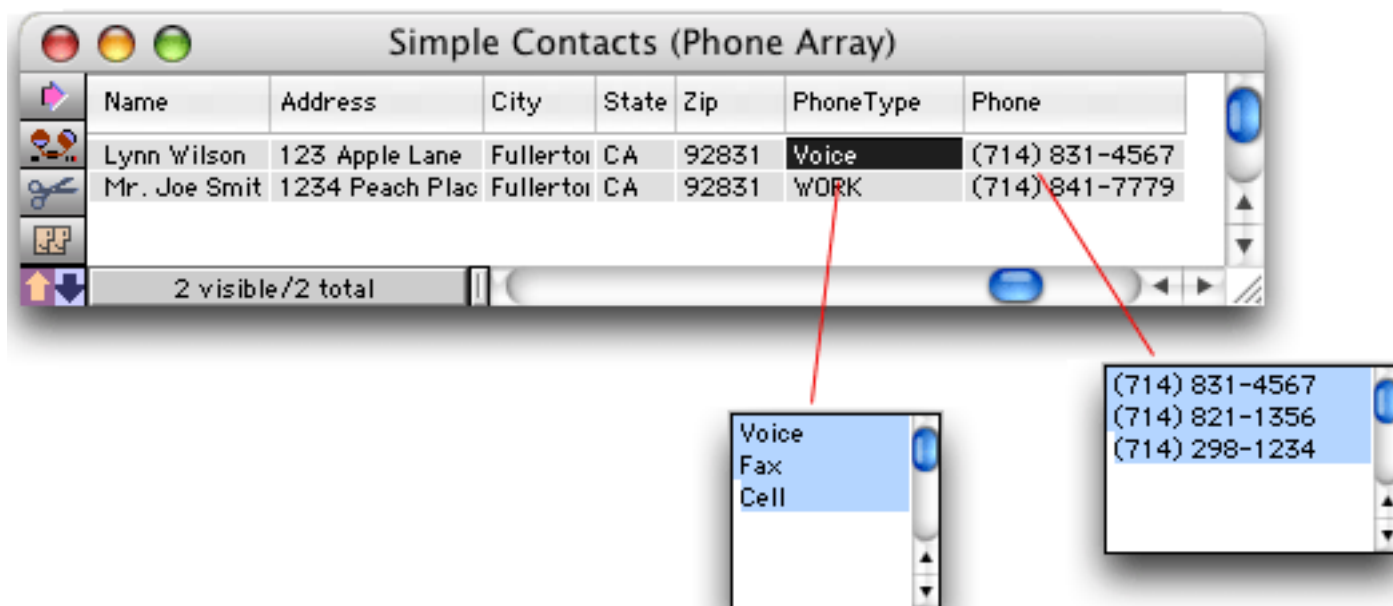 Simple Contacts (Phone Array)
Name Address City State Zip PhoneType Phone
Lynn Wilson 123 Apple Lane Fullertoı CA 92831 Voice (714) 831-4567
Mr. Joe Smit 1234 Peach Plac Fullertoı CA 92831 WORK (714) 841-7779
2 visible/2 total
(714) 831-4567
(714) 821-1356
(714) 298-1234
Voice
Fax
Cell